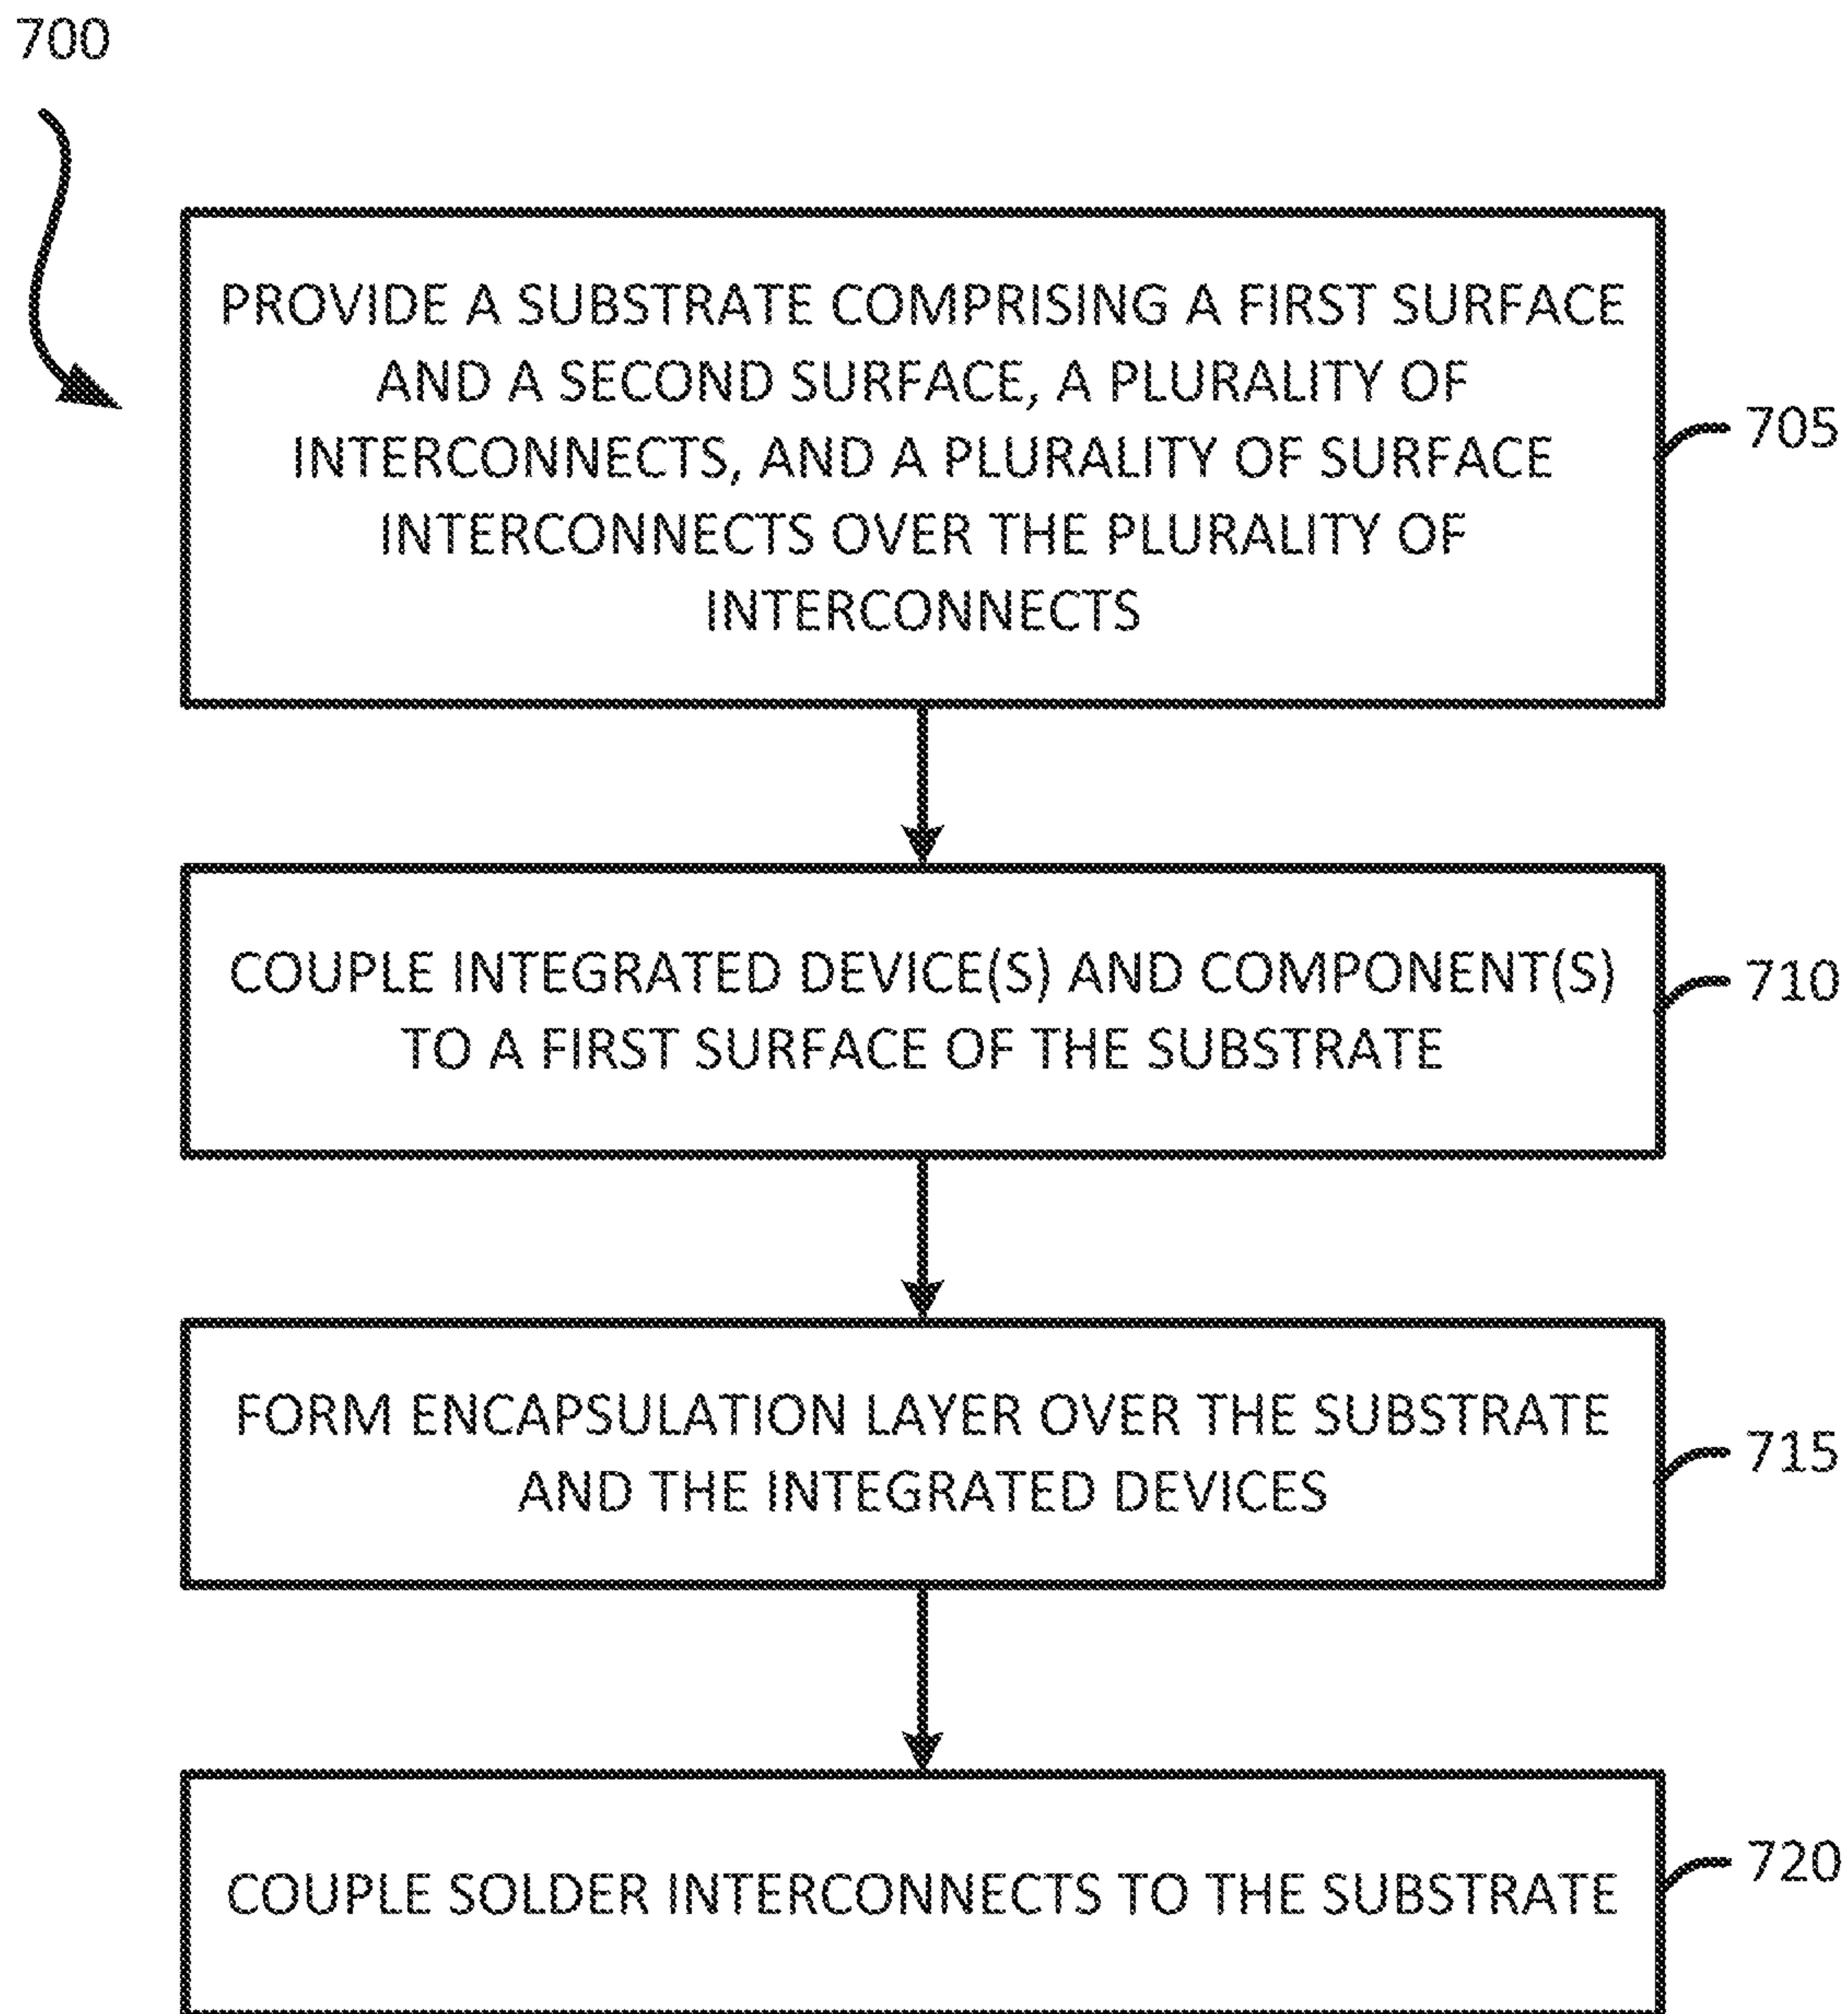 700
PROVIDE A SUBSTRATE COMPRISING A FIRST SURFACE
AND A SECOND SURFACE, A PLURALITY OF
INTERCONNECTS, AND A PLURALITY OF SURFACE
INTERCONNECTS OVER THE PLURALITY OF
INTERCONNECTS
705
COUPLE INTEGRATED DEVICE(S) AND COMPONENT(S)
TO A FIRST SURFACE OF THE SUBSTRATE
710
FORM ENCAPSULATION LAYER OVER THE SUBSTRATE
AND THE INTEGRATED DEVICES
715
COUPLE SOLDER INTERCONNECTS TO THE SUBSTRATE
720